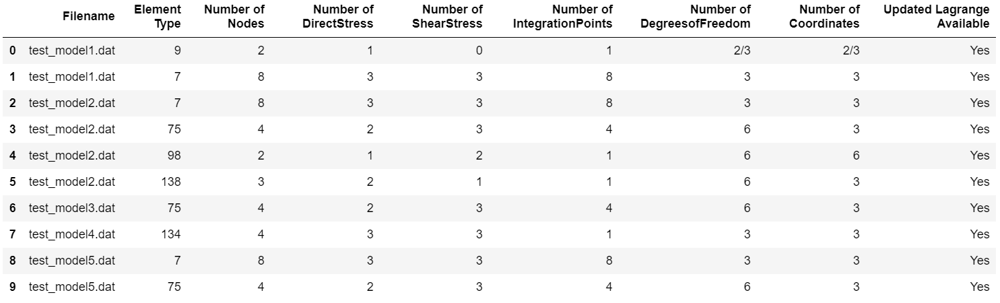 Filename Element Type Number of Nodes Number of DirectStress Number of ShearStress Number of IntegrationPoints Number of DegreesofFreedom Number of Coordinates Updated Lagrange Available
0 test_model1.dat 9 2 1 0 1 2/3 2/3 Yes
1 test_model1.dat 7 8 3 3 8 3 3 Yes
2 test_model2.dat 7 8 3 3 8 3 3 Yes
3 test_model2.dat 75 4 2 3 4 6 3 Yes
4 test_model2.dat 98 2 1 2 1 6 6 Yes
5 test_model2.dat 138 3 2 1 1 6 3 Yes
6 test_model3.dat 75 4 2 3 4 6 3 Yes
7 test_model4.dat 134 4 3 3 1 3 3 Yes
8 test_model5.dat 7 8 3 3 8 3 3 Yes
9 test_model5.dat 75 4 2 3 4 6 3 Yes